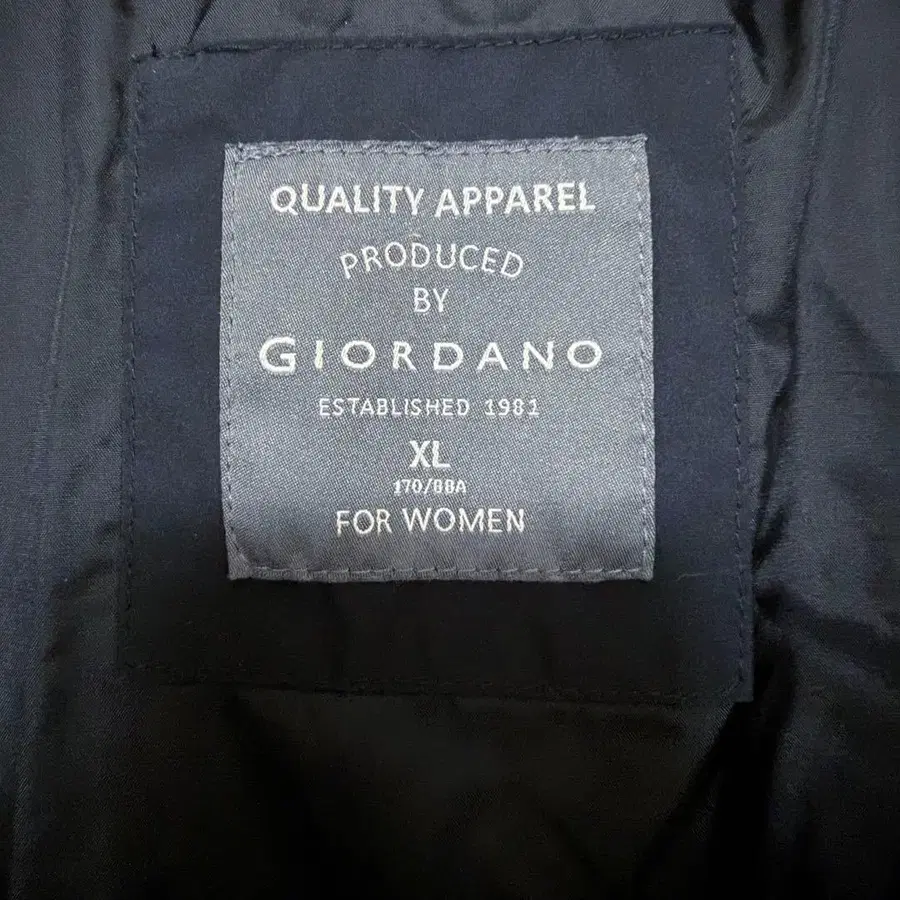 QUALITY APPAREL
PRODUCED
BY
GIORDANO
ESTABLISHED 1981
XL
170/88A
FOR WOMEN